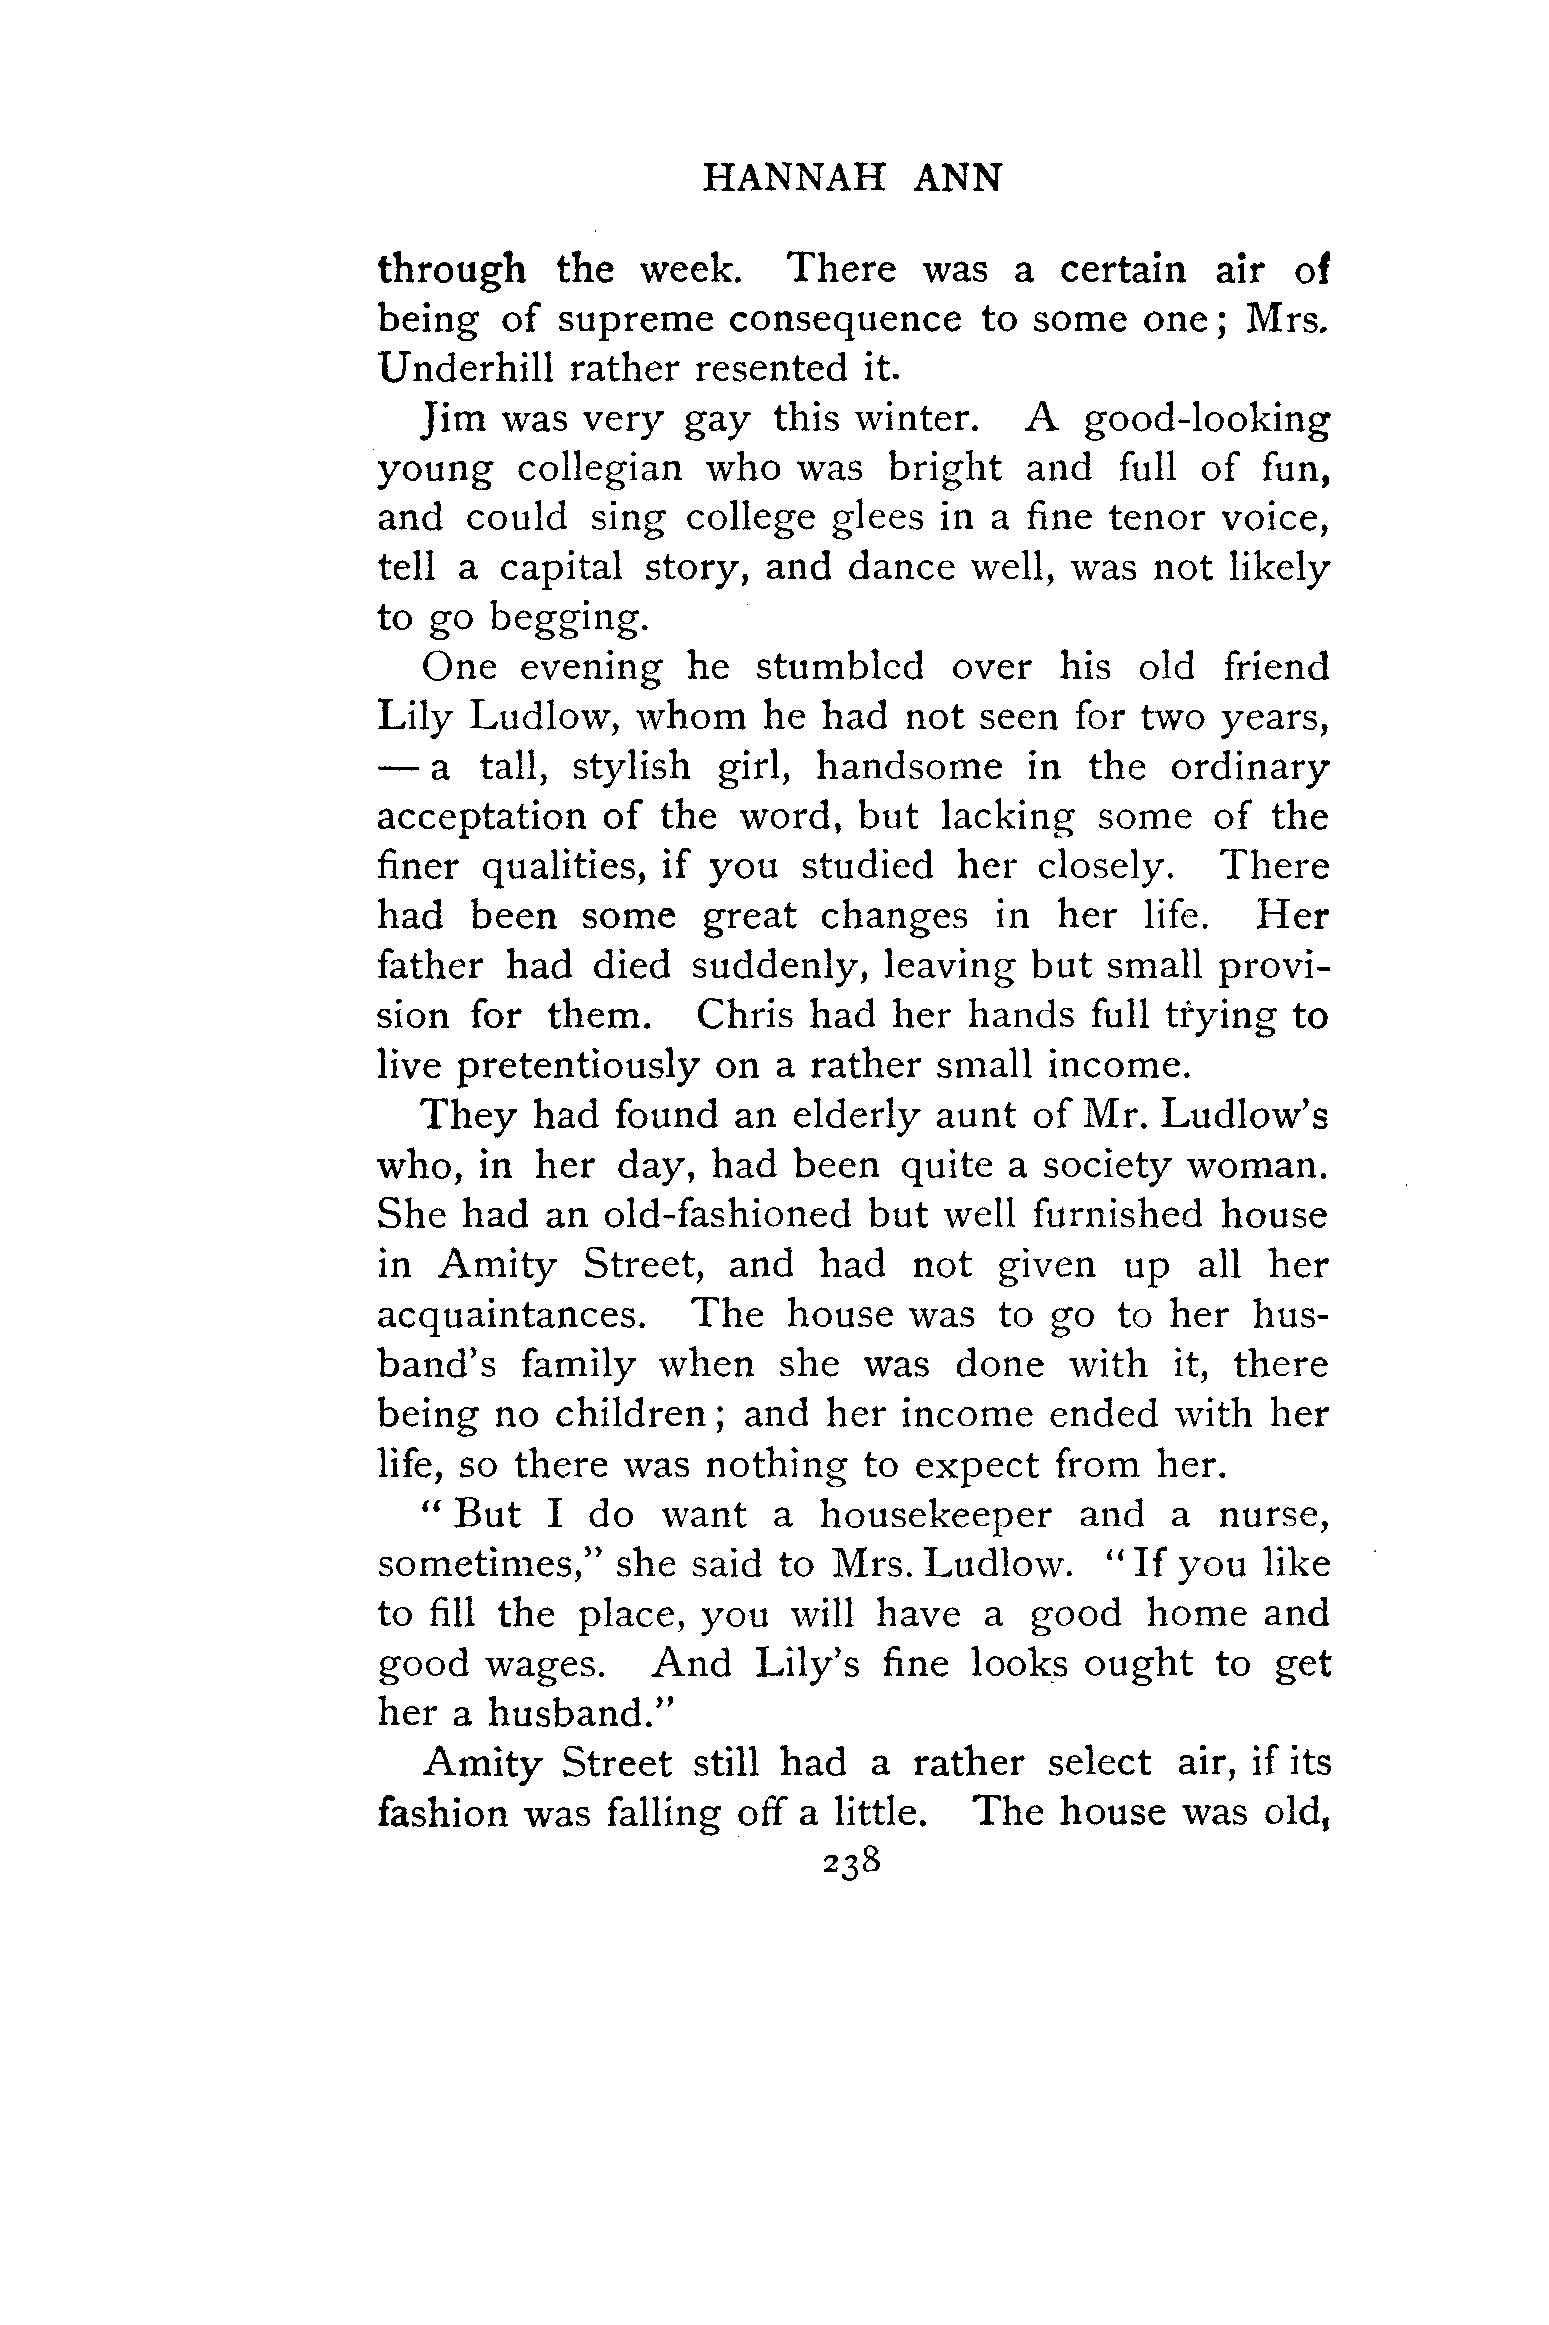 HANNAH ANN
through the week. There was a certain air of
being of supreme consequence to some one; Mrs.
Underhill rather resented it.
Jim was very gay this winter. A good-looking
young collegian who was bright and full of fun,
and could sing college glees in a fine tenor voice,
tell a capital story, and dance well, was not likely
to go begging.
One evening he stumbled over his old friend
Lily Ludlow, whom he had not seen for two years,
— a tall, stylish girl, handsome in the ordinary
acceptation of the word, but lacking some of the
finer qualities, if you studied her closely. There
had been some great changes in her life. Her
father had died suddenly, leaving but small provi-
sion for them. Chris had her hands full trying to
live pretentiously on a rather small income.
They had found an elderly aunt of Mr. Ludlow's
who, in her day, had been quite a society woman.
She had an old-fashioned but well furnished house
in Amity Street, and had not given up all her
acquaintances. The house was to go to her hus-
band's family when she was done with it, there
being no children; and her income ended with her
life, so there was nothing to expect from her.
"But I do want a housekeeper and a nurse,
sometimes," she said to Mrs. Ludlow. "If you like
to fill the place, you will have a good home and
good wages. And Lily's fine looks ought to get
her a husband."
Amity Street still had a rather select air, if its
fashion was falling off a little. The house was old,
238